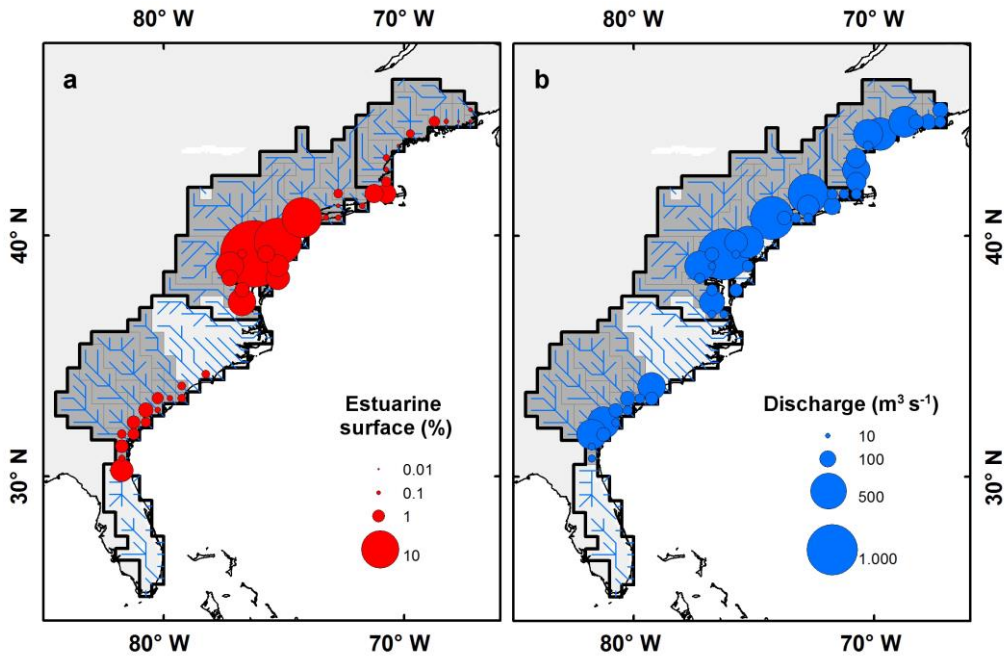 80° W 70° W 80° W 70° W
a b
40° N 40° N
30° N 30° N
Estuarine
surface (%)
0.01
0.1
1
10
Discharge (m³ s⁻¹)
10
100
500
1.000
80° W 70° W 80° W 70° W